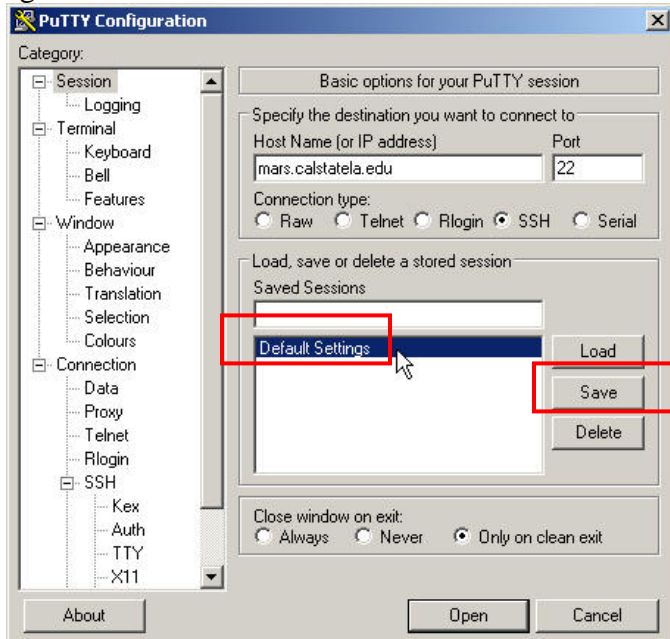 PuTTY Configuration
Category:
Session
Logging
Terminal
Keyboard
Bell
Features
Window
Appearance
Behaviour
Translation
Selection
Colours
Connection
Data
Proxy
Telnet
Rlogin
SSH
Kex
Auth
TTY
X11
Basic options for your PuTTY session
Specify the destination you want to connect to
Host Name (or IP address) Port
mars.calstatela.edu 22
Connection type:
Raw Telnet Rlogin SSH Serial
Load, save or delete a stored session
Saved Sessions
Default Settings
Load
Save
Delete
Close window on exit:
Always Never Only on clean exit
About Open Cancel